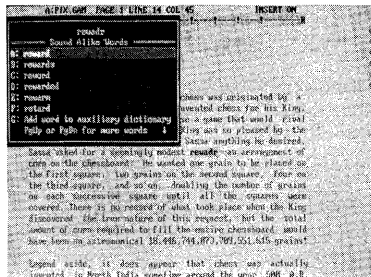 A:PIX.GAM PAGE 1 LINE 14 COL 45 INSERT ON
rewadr
Sound Alike Words
A: reward
B: rewards
C: reword
D: rewarded
E: rewarm
F: retard
G: Add word to auxiliary dictionary
PgUp or PgDn for more words
chess was originated by a
invented chess for his King.
a game that would rival
King was so pleased by the
anything he desired.
Sassa asked for a seemingly modest rewadr an arrangement of
corn on the chessboard. He wanted one grain to be placed on
the first square, two grains on the second square, four on
the third square, and so on, doubling the number of grains
on each successive square until all the squares were
covered. There is no record of what took place when the King
discovered the true nature of this request, but the total
amount of corn required to fill the entire chessboard would
have been an astronomical 18,446,744,073,709,551,615 grains!
Legend aside, it does appear that chess was actually
invented in North India sometime around the year 500 A.D.